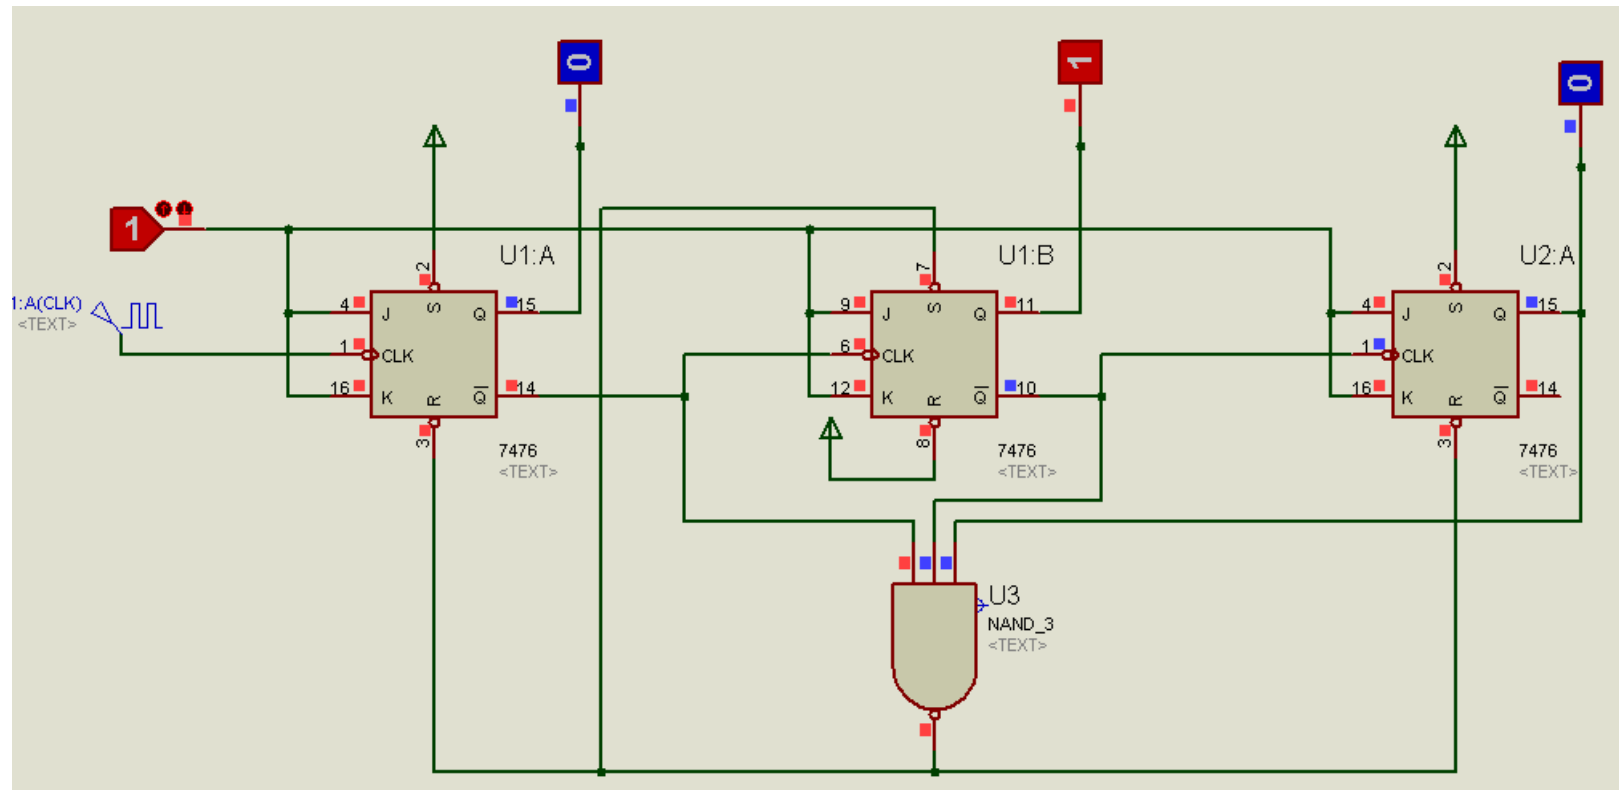 0
1
0
1
U1:A
U1:B
U2:A
1:A(CLK)
<TEXT>
2
4
J
S
Q
15
1
CLK
16
K
R
Q
14
3
7476
<TEXT>
7
9
J
S
Q
11
6
CLK
12
K
R
Q
10
8
7476
<TEXT>
2
4
J
S
Q
15
1
CLK
16
K
R
Q
14
3
7476
<TEXT>
U3
NAND_3
<TEXT>